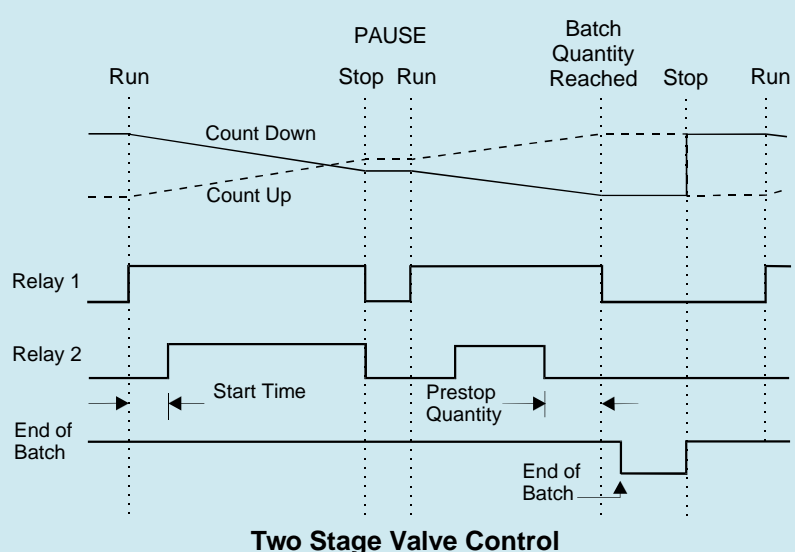 PAUSE
Batch
Quantity
Reached
Run
Stop
Run
Stop
Run
Count Down
Count Up
Relay 1
Relay 2
Start Time
Prestop
Quantity
End of
Batch
End of
Batch
Two Stage Valve Control